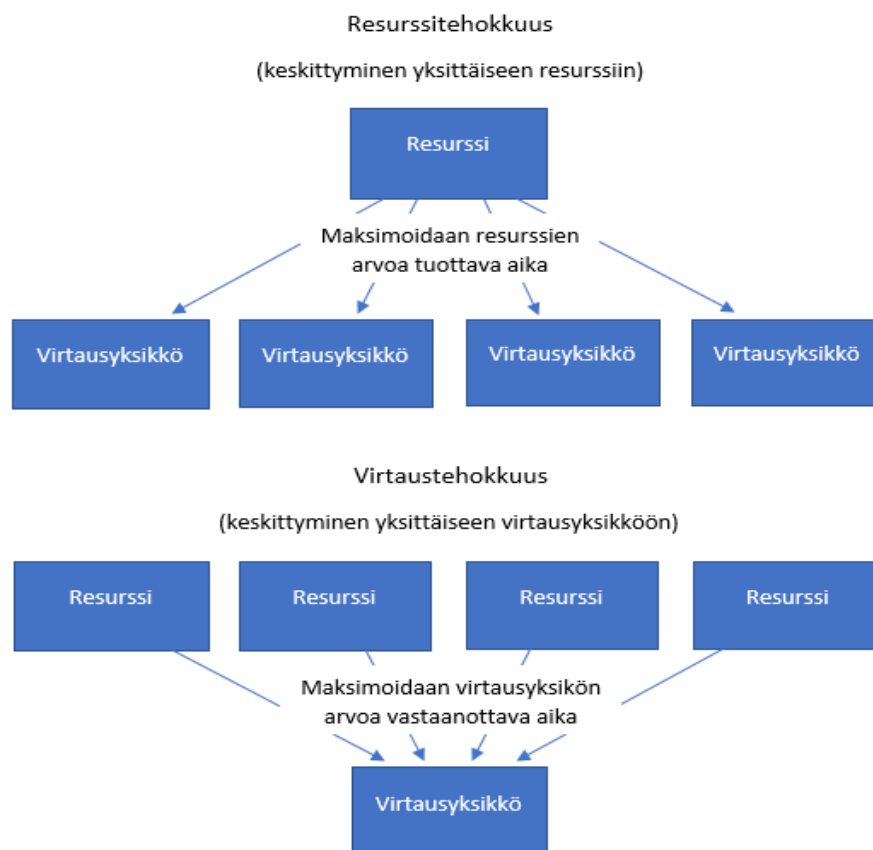 Resurssitehokkuus
(keskittyminen yksittäiseen resurssiin)
Resurssi
Maksimoidaan resurssien
arvoa tuottava aika
Virtausyksikkö Virtausyksikkö Virtausyksikkö Virtausyksikkö
Virtaustehokkuus
(keskittyminen yksittäiseen virtausyksikköön)
Resurssi Resurssi Resurssi Resurssi
Maksimoidaan virtausyksikön
arvoa vastaanottava aika
Virtausyksikkö